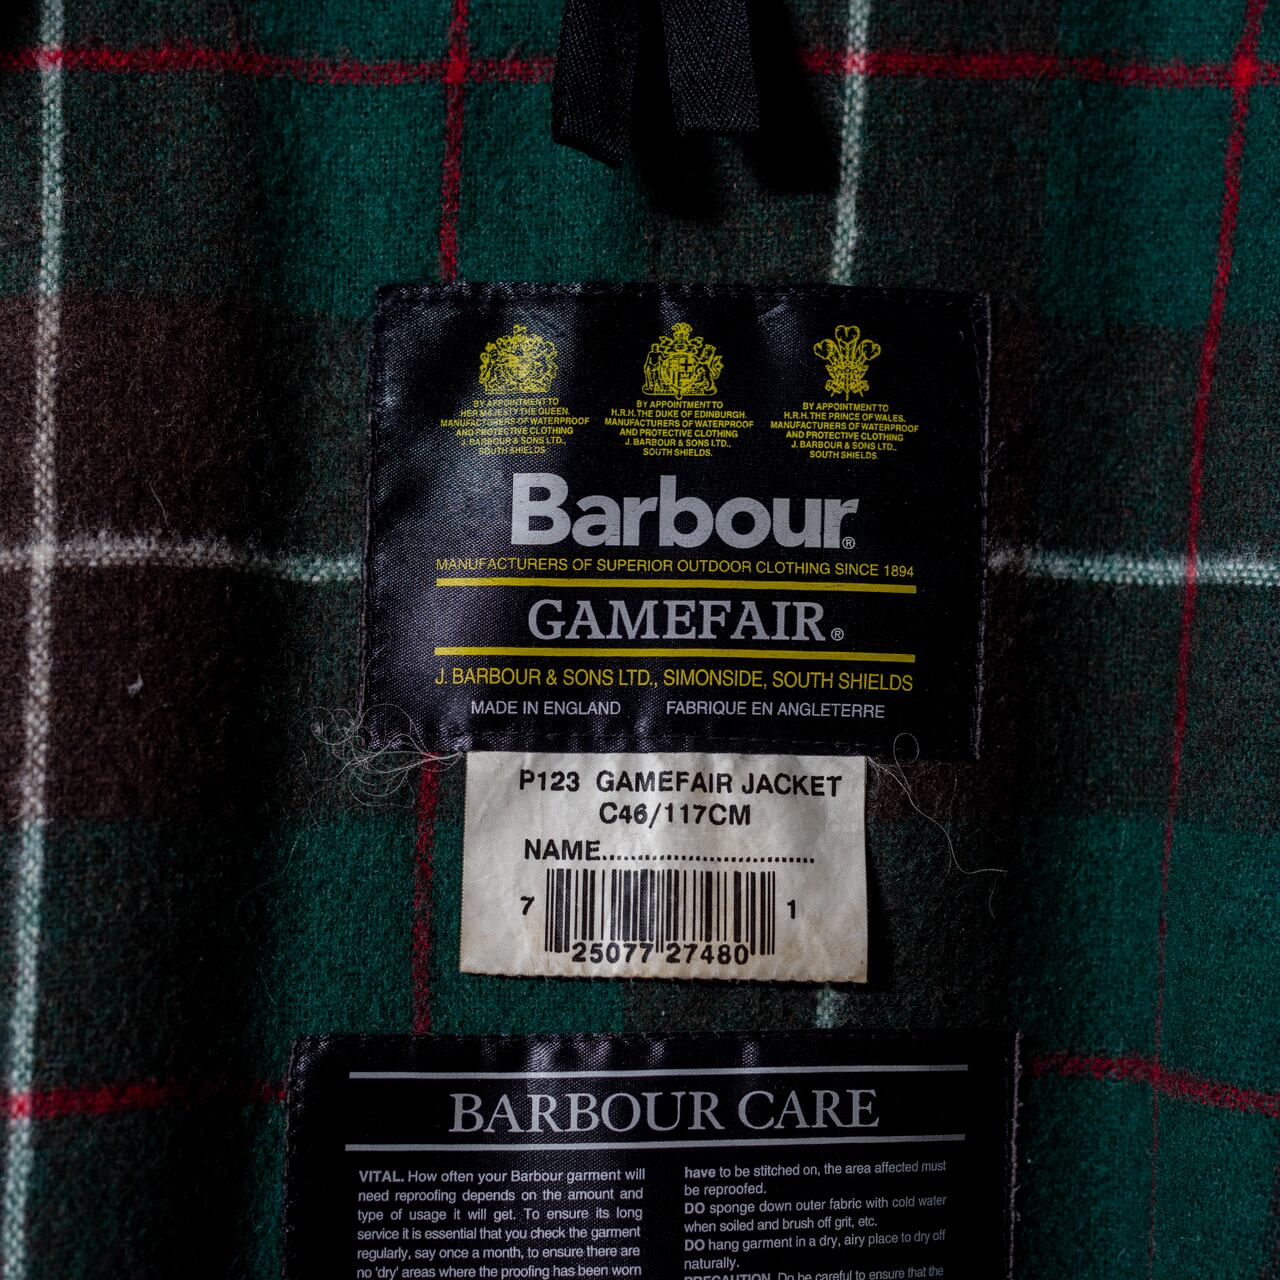 BY APPOINTMENT TO
HER MAJESTY THE QUEEN.
MANUFACTURERS OF WATERPROOF
AND PROTECTIVE CLOTHING
J. BARBOUR & SONS LTD.,
SOUTH SHIELDS.
BY APPOINTMENT TO
H.R.H. THE DUKE OF EDINBURGH.
MANUFACTURERS OF WATERPROOF
AND PROTECTIVE CLOTHING
J. BARBOUR & SONS LTD.,
SOUTH SHIELDS.
BY APPOINTMENT TO
H.R.H. THE PRINCE OF WALES.
MANUFACTURERS OF WATERPROOF
AND PROTECTIVE CLOTHING
J. BARBOUR & SONS LTD.,
SOUTH SHIELDS.
Barbour®
MANUFACTURERS OF SUPERIOR OUTDOOR CLOTHING SINCE 1894
GAMEFAIR®
J. BARBOUR & SONS LTD., SIMONSIDE, SOUTH SHIELDS
MADE IN ENGLAND FABRIQUE EN ANGLETERRE
P123 GAMEFAIR JACKET
C46/117CM
NAME..............................
7 25077 27480 1
BARBOUR CARE
VITAL. How often your Barbour garment will
need reproofing depends on the amount and
type of usage it will get. To ensure its long
service it is essential that you check the garment
regularly, say once a month, to ensure there are
no 'dry' areas where the proofing has been worn
have to be stitched on, the area affected must
be reproofed.
DO sponge down outer fabric with cold water
when soiled and brush off grit, etc.
DO hang garment in a dry, airy place to dry off
naturally.
PRECAUTION. Do be careful to ensure that the